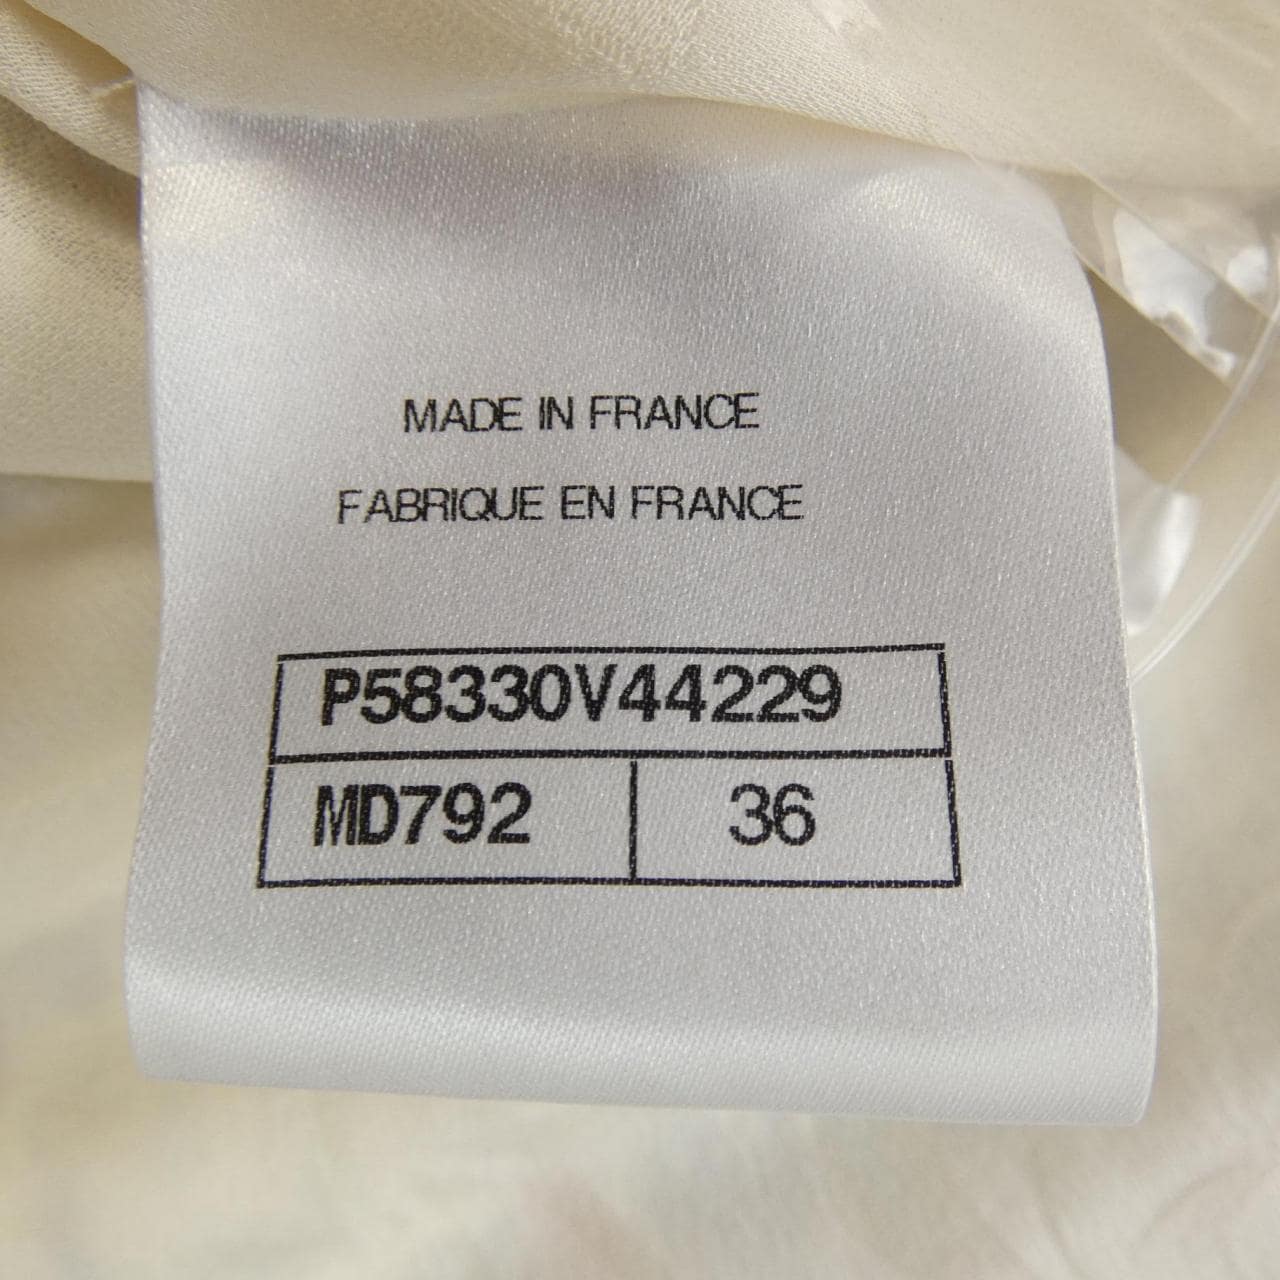 MADE IN FRANCE
FABRIQUE EN FRANCE
P58330V44229
MD792 36